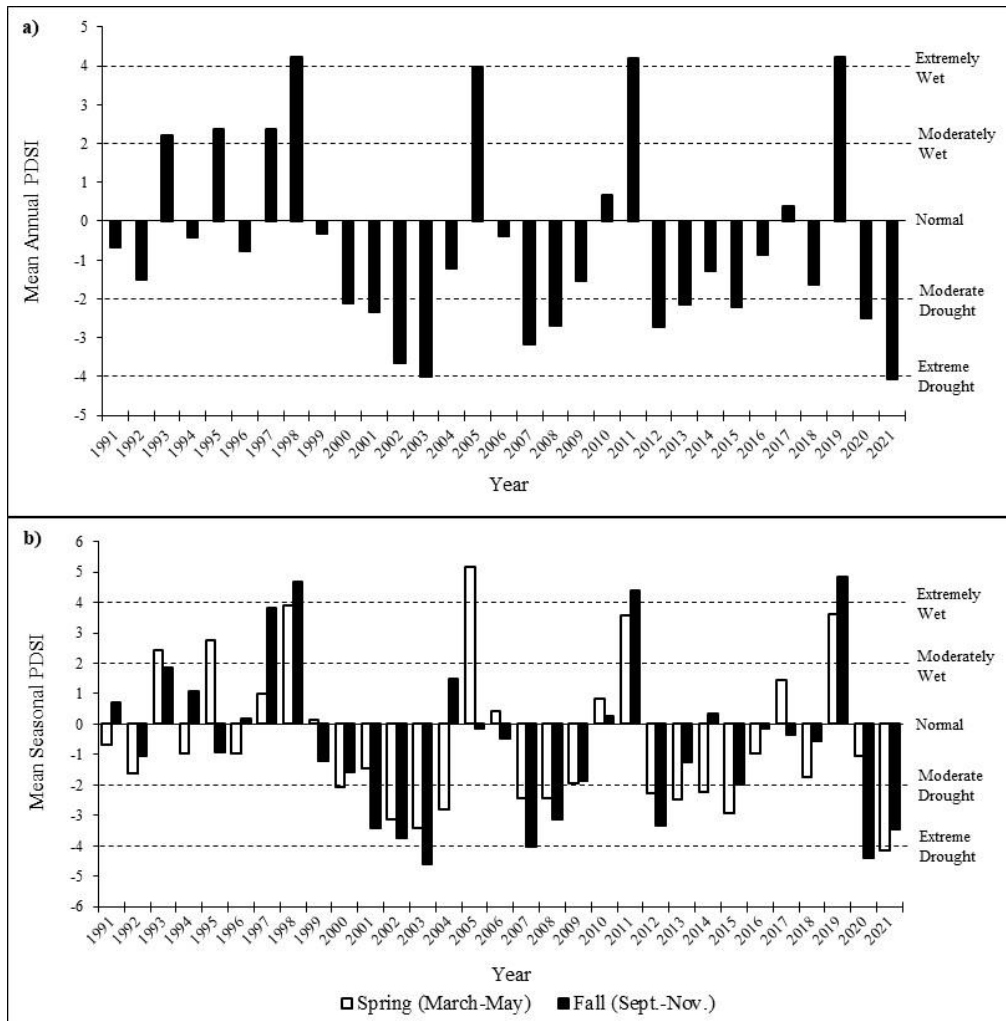 a)
5
4
3
2
1
0
-1
-2
-3
-4
-5
Mean Annual PDSI
Extremely
Wet
Moderately
Wet
Normal
Moderate
Drought
Extreme
Drought
1991 1992 1993 1994 1995 1996 1997 1998 1999 2000 2001 2002 2003 2004 2005 2006 2007 2008 2009 2010 2011 2012 2013 2014 2015 2016 2017 2018 2019 2020 2021
Year
b)
6
5
4
3
2
1
0
-1
-2
-3
-4
-5
-6
Mean Seasonal PDSI
Extremely
Wet
Moderately
Wet
Normal
Moderate
Drought
Extreme
Drought
1991 1992 1993 1994 1995 1996 1997 1998 1999 2000 2001 2002 2003 2004 2005 2006 2007 2008 2009 2010 2011 2012 2013 2014 2015 2016 2017 2018 2019 2020 2021
Year
Spring (March-May) Fall (Sept.-Nov.)